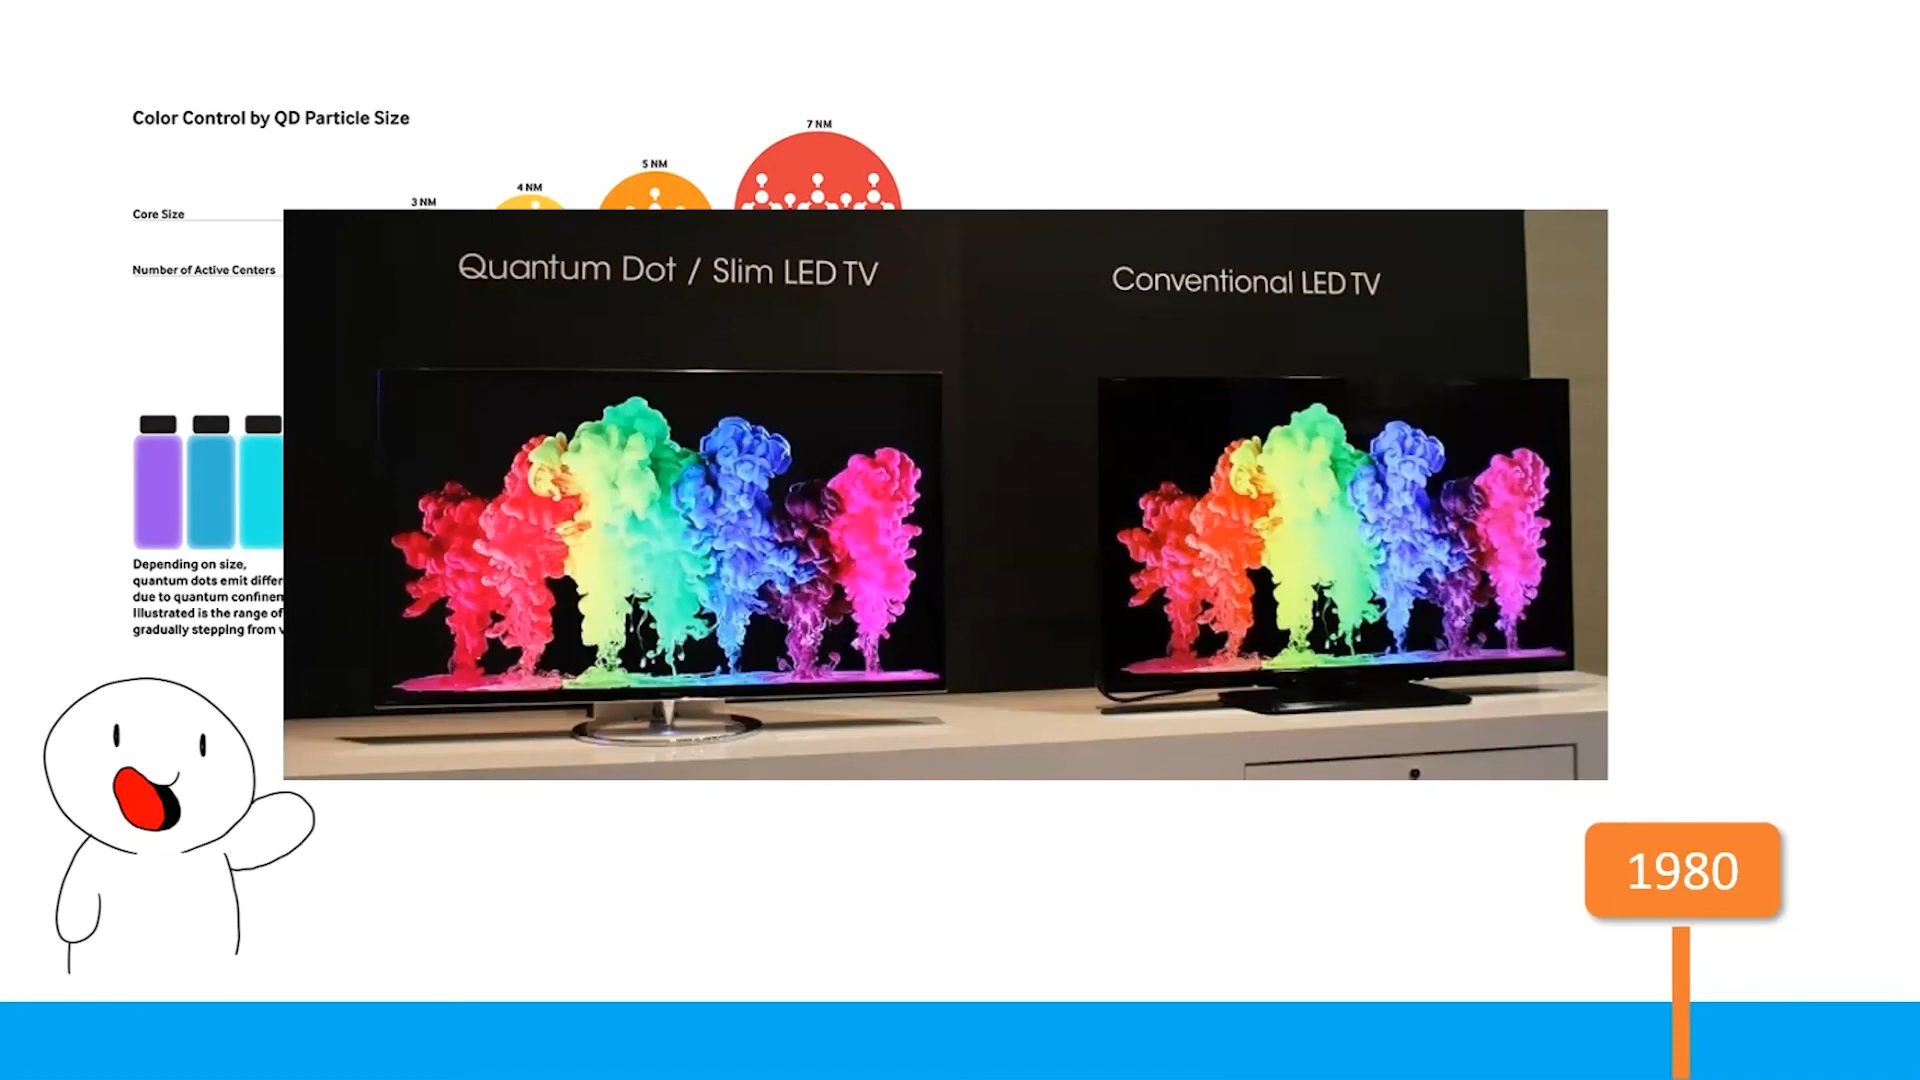 Color Control by QD Particle Size
7 NM
5 NM
4 NM
3 NM
Core Size
Number of Active Centers
Quantum Dot / Slim LED TV
Conventional LED TV
Depending on size,
quantum dots emit
due to quantum
Illustrated is the range of
gradually stepping from
1980